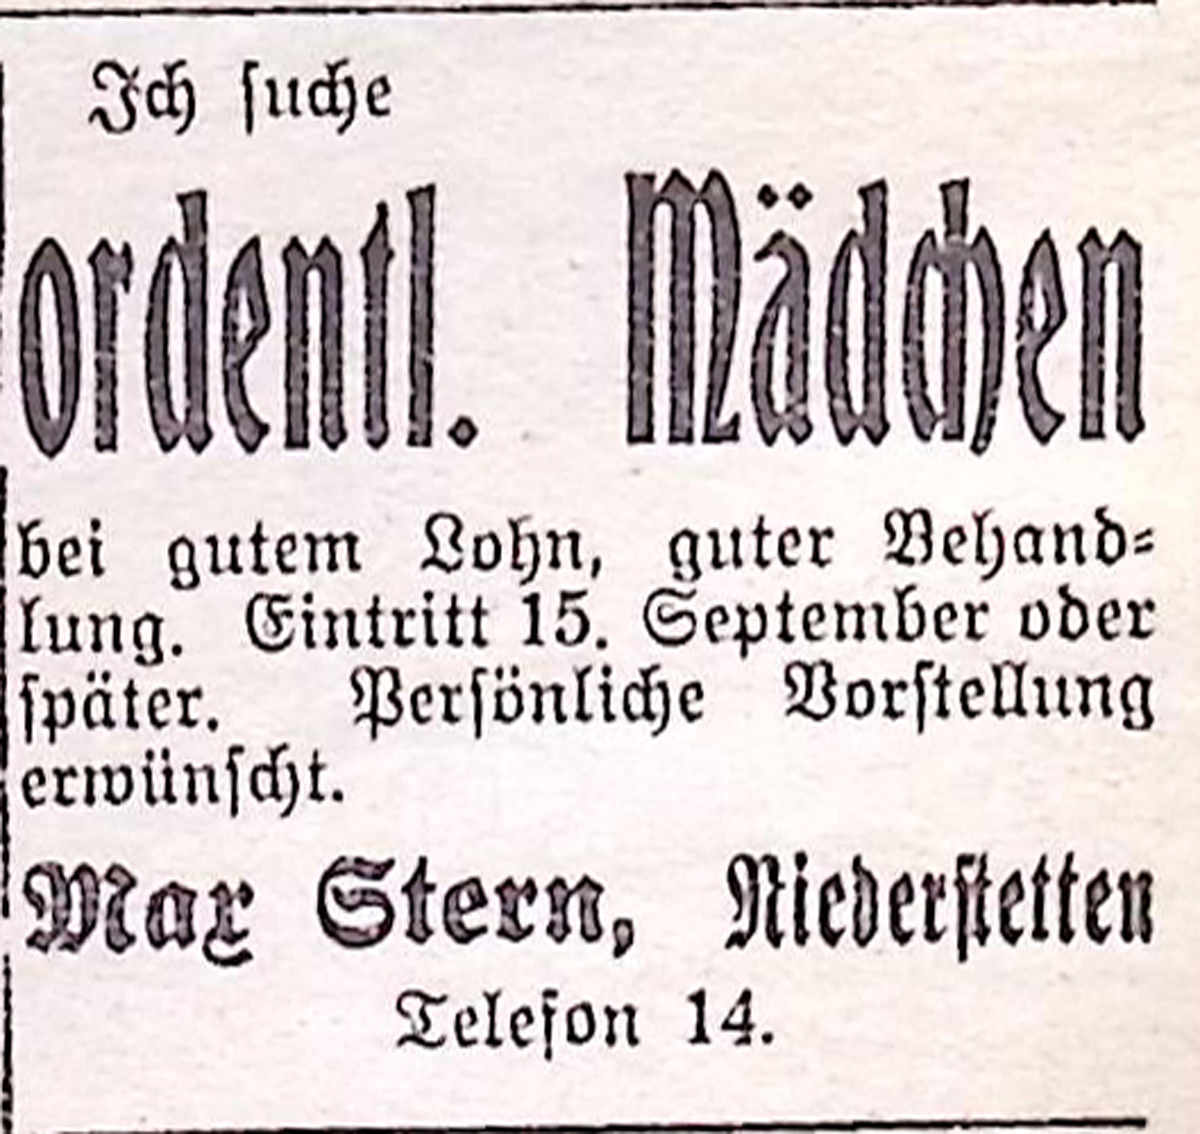 Ich suche
ordentl. Mädchen
bei gutem Lohn, guter Behand-
lung. Eintritt 15. September oder
später. Persönliche Vorstellung
erwünscht.
Max Stern, Niederstetten
Telefon 14.